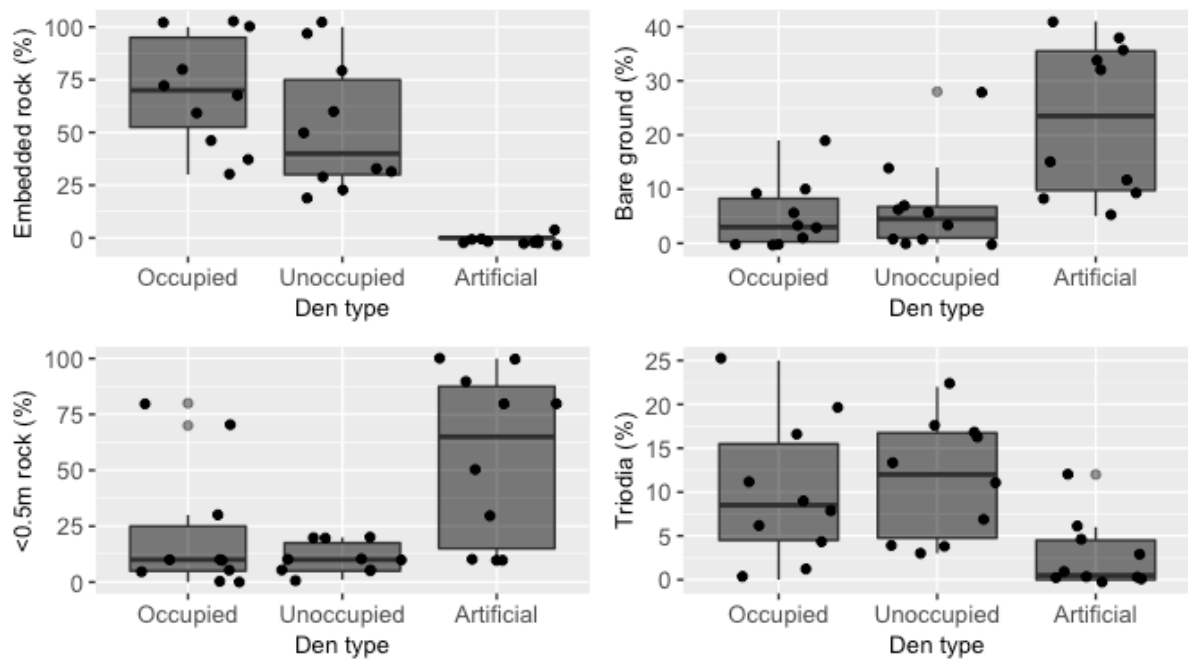 Embedded rock (%)
100
75
50
25
0
Occupied Unoccupied Artificial
Den type
Bare ground (%)
40
30
20
10
0
Occupied Unoccupied Artificial
Den type
<0.5m rock (%)
100
75
50
25
0
Occupied Unoccupied Artificial
Den type
Triodia (%)
25
20
15
10
5
0
Occupied Unoccupied Artificial
Den type